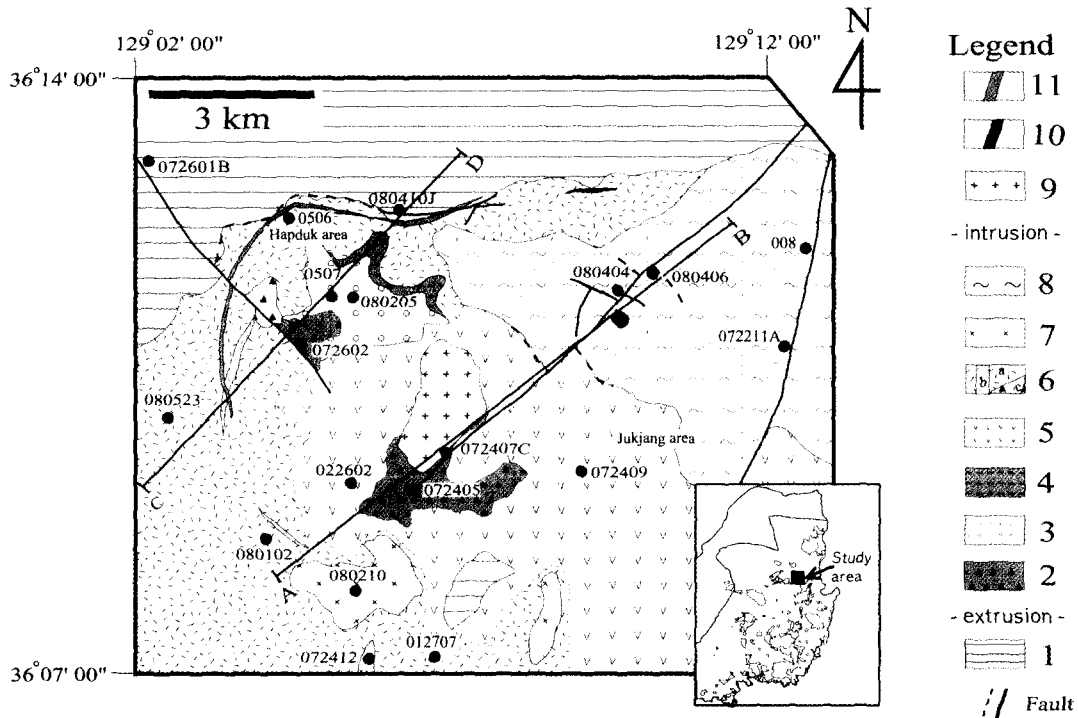 N
129° 02' 00"
129° 12' 00"
36° 14' 00"
3 km
072601B
D
080410J
0506
Hapduk area
B
008
0507
080404
080406
080205
072211A
072602
080523
Jukjang area
072407C
022602
072409
072405
C
080102
A
080210
072412
012707
36° 07' 00"
Study
area
Legend
11
10
9
- intrusion -
8
7
b a c 6
5
4
3
2
- extrusion -
1
Fault